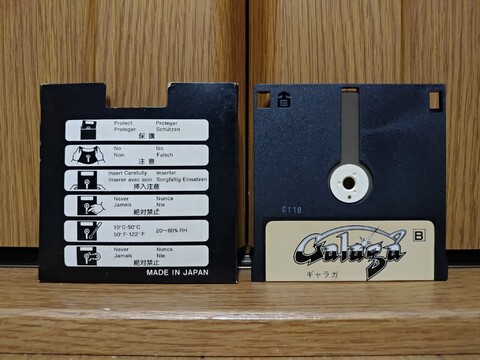 Protect Proteger
Proteger Schützen
保護
No No
Non Falsch
注意
Insert Carefully Insertar
Inserer avec soin Sorgfältig Einsetzen
挿入注意
Never Nunca
Jamais Nie
絶対禁止
10°C-50°C
50°F-122°F
20~80% RH
Never Nunca
Jamais Nie
絶対禁止
MADE IN JAPAN
0118
B
Galaga
ギャラガ